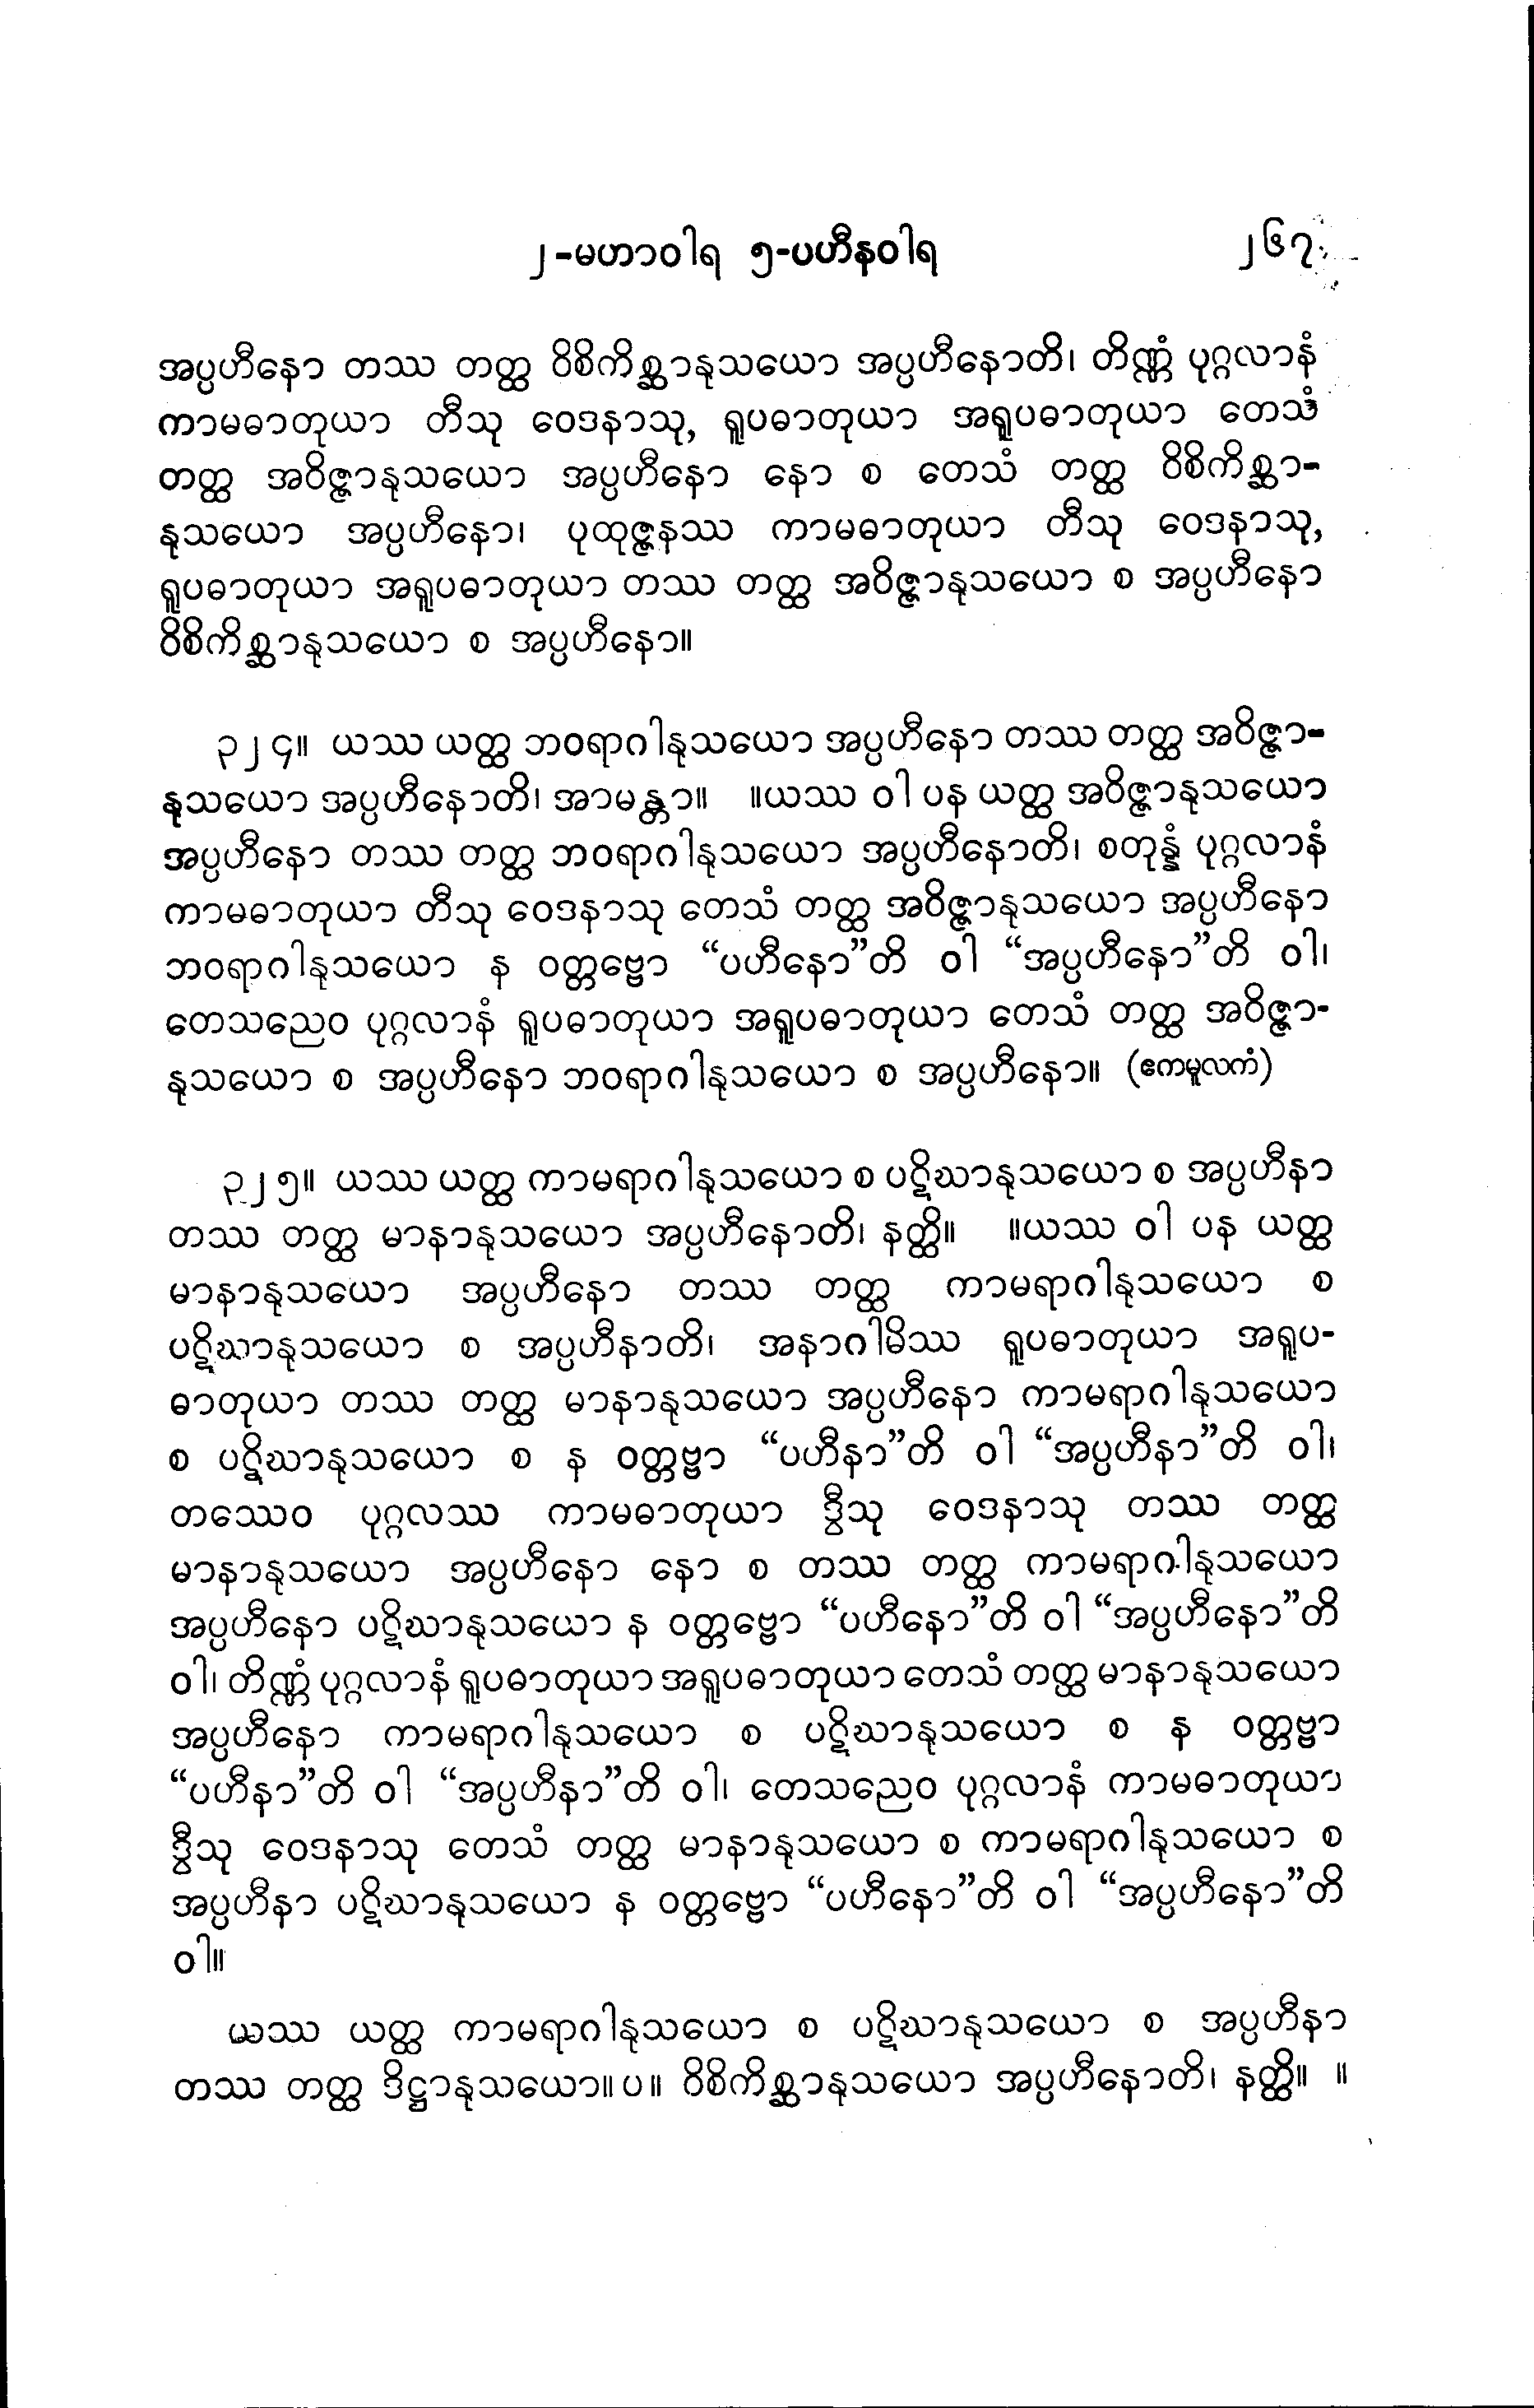 ၂-မဟာဝါရ ၅-ပဟီနဝါရ ၂၆၇
အပ္ပဟီနော တဿ တတ္ထ ဝိစိကိစ္ဆာနုသယော အပ္ပဟီနောတိ၊ တိဏ္ဏံ ပုဂ္ဂလာနံ
ကာမဓာတုယာ တီသု ဝေဒနာသု, ရူပဓာတုယာ အရူပဓာတုယာ တေသံ
တတ္ထ အဝိဇ္ဇာနုသယော အပ္ပဟီနော နော စ တေသံ တတ္ထ ဝိစိကိစ္ဆာ-
နုသယော အပ္ပဟီနော၊ ပုထုဇ္ဇနဿ ကာမဓာတုယာ တီသု ဝေဒနာသု,
ရူပဓာတုယာ အရူပဓာတုယာ တဿ တတ္ထ အဝိဇ္ဇာနုသယော စ အပ္ပဟီနော
ဝိစိကိစ္ဆာနုသယော စ အပ္ပဟီနော။
၃၂၄။ ယဿ ယတ္ထ ဘဝရာဂါနုသယော အပ္ပဟီနော တဿ တတ္ထ အဝိဇ္ဇာ-
နုသယော အပ္ပဟီနောတိ၊ အာမန္တာ။ ။ယဿ ဝါ ပန ယတ္ထ အဝိဇ္ဇာနုသယော
အပ္ပဟီနော တဿ တတ္ထ ဘဝရာဂါနုသယော အပ္ပဟီနောတိ၊ စတုန္နံ ပုဂ္ဂလာနံ
ကာမဓာတုယာ တီသု ဝေဒနာသု တေသံ တတ္ထ အဝိဇ္ဇာနုသယော အပ္ပဟီနော
ဘဝရာဂါနုသယော န ဝတ္တဗ္ဗော “ပဟီနော”တိ ဝါ “အပ္ပဟီနော”တိ ဝါ၊
တေသညေဝ ပုဂ္ဂလာနံ ရူပဓာတုယာ အရူပဓာတုယာ တေသံ တတ္ထ အဝိဇ္ဇာ-
နုသယော စ အပ္ပဟီနော ဘဝရာဂါနုသယော စ အပ္ပဟီနော။ (ဧကမူလကံ)
၃၂၅။ ယဿ ယတ္ထ ကာမရာဂါနုသယော စ ပဋိဃာနုသယော စ အပ္ပဟီနာ
တဿ တတ္ထ မာနာနုသယော အပ္ပဟီနောတိ၊ နတ္ထိ။ ။ယဿ ဝါ ပန ယတ္ထ
မာနာနုသယော အပ္ပဟီနော တဿ တတ္ထ ကာမရာဂါနုသယော စ
ပဋိဃာနုသယော စ အပ္ပဟီနာတိ၊ အနာဂါမိဿ ရူပဓာတုယာ အရူပ-
ဓာတုယာ တဿ တတ္ထ မာနာနုသယော အပ္ပဟီနော ကာမရာဂါနုသယော
စ ပဋိဃာနုသယော စ န ဝတ္တဗ္ဗာ “ပဟီနာ”တိ ဝါ “အပ္ပဟီနာ”တိ ဝါ၊
တဿေဝ ပုဂ္ဂလဿ ကာမဓာတုယာ ဒွီသု ဝေဒနာသု တဿ တတ္ထ
မာနာနုသယော အပ္ပဟီနော နော စ တဿ တတ္ထ ကာမရာဂါနုသယော
အပ္ပဟီနော ပဋိဃာနုသယော န ဝတ္တဗ္ဗော “ပဟီနော”တိ ဝါ “အပ္ပဟီနော”တိ
ဝါ၊ တိဏ္ဏံ ပုဂ္ဂလာနံ ရူပဓာတုယာ အရူပဓာတုယာ တေသံ တတ္ထ မာနာနုသယော
အပ္ပဟီနော ကာမရာဂါနုသယော စ ပဋိဃာနုသယော စ န ဝတ္တဗ္ဗာ
“ပဟီနာ”တိ ဝါ “အပ္ပဟီနာ”တိ ဝါ၊ တေသညေဝ ပုဂ္ဂလာနံ ကာမဓာတုယာ
ဒွီသု ဝေဒနာသု တေသံ တတ္ထ မာနာနုသယော စ ကာမရာဂါနုသယော စ
အပ္ပဟီနာ ပဋိဃာနုသယော န ဝတ္တဗ္ဗော “ပဟီနော”တိ ဝါ “အပ္ပဟီနော”တိ
ဝါ။
ယဿ ယတ္ထ ကာမရာဂါနုသယော စ ပဋိဃာနုသယော စ အပ္ပဟီနာ
တဿ တတ္ထ ဒိဋ္ဌာနုသယော။ပ။ ဝိစိကိစ္ဆာနုသယော အပ္ပဟီနောတိ၊ နတ္ထိ။ ။